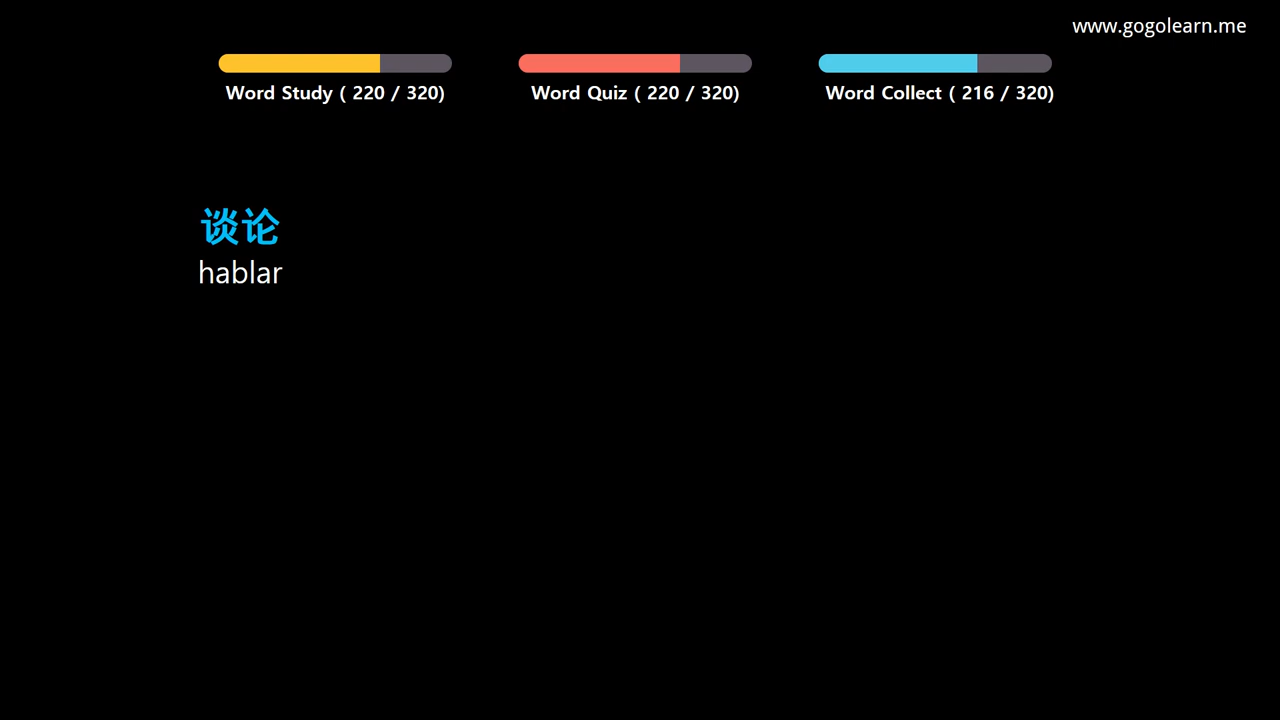 www.gogolearn.me
Word Study ( 220 / 320)
Word Quiz ( 220 / 320)
Word Collect ( 216 / 320)
谈论
hablar